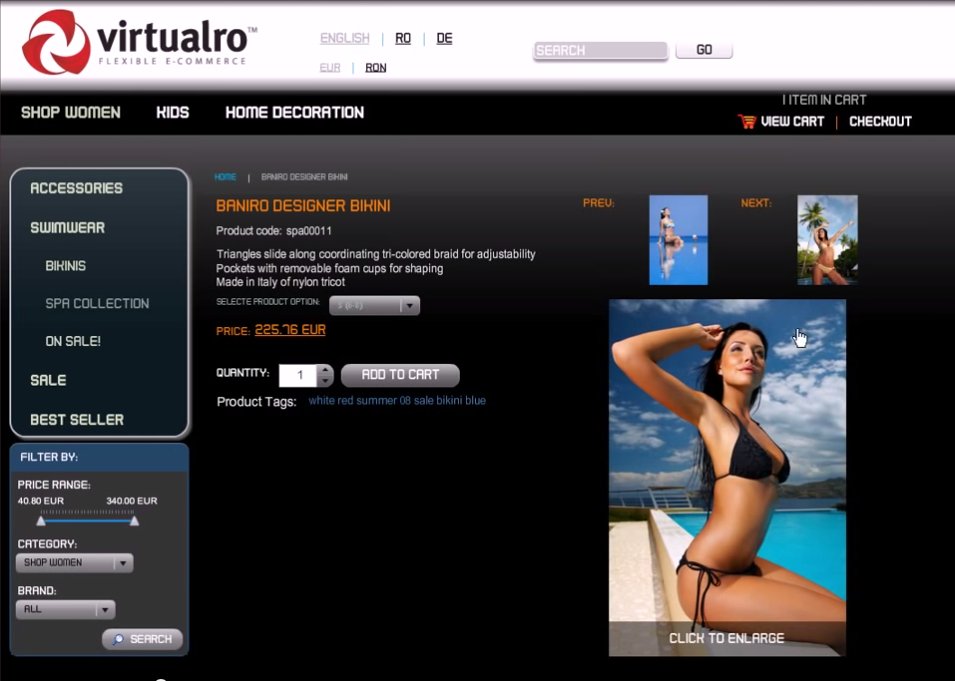 virtualro™
FLEXIBLE E-COMMERCE
ENGLISH | RO | DE
EUR | RON
SEARCH
GO
SHOP WOMEN
KIDS
HOME DECORATION
1 ITEM IN CART
VIEW CART | CHECKOUT
ACCESSORIES
SWIMWEAR
BIKINIS
SPA COLLECTION
ON SALE!
SALE
BEST SELLER
FILTER BY:
PRICE RANGE:
40.80 EUR 340.00 EUR
CATEGORY:
SHOP WOMEN
BRAND:
ALL
SEARCH
HOME | BANIRO DESIGNER BIKINI
BANIRO DESIGNER BIKINI
Product code: spa00011
Triangles slide along coordinating tri-colored braid for adjustability
Pockets with removable foam cups for shaping
Made in Italy of nylon tricot
SELECTE PRODUCT OPTION:
PRICE: 225.76 EUR
QUANTITY: 1 ADD TO CART
Product Tags: white red summer 08 sale bikini blue
PREV:
NEXT:
CLICK TO ENLARGE